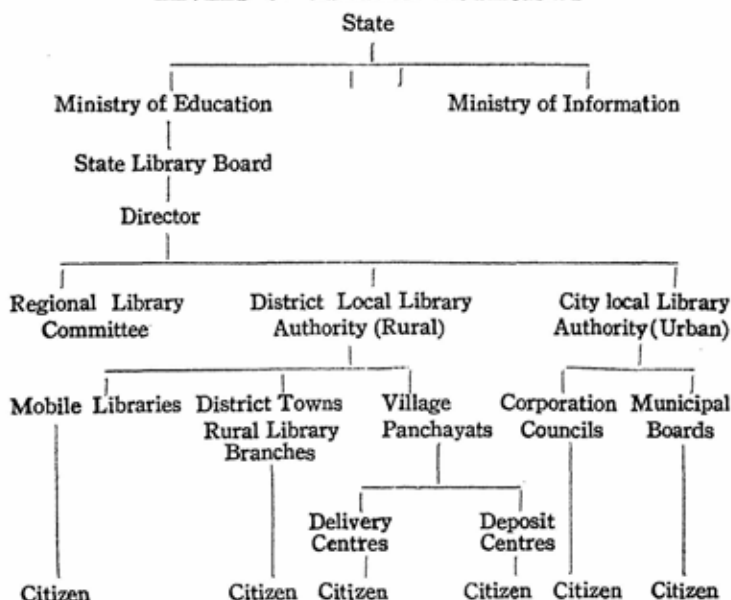 State
Ministry of Education Ministry of Information
State Library Board
Director
Regional Library Committee
District Local Library Authority (Rural)
City local Library Authority (Urban)
Mobile Libraries
District Towns Rural Library Branches
Village Panchayats
Corporation Councils
Municipal Boards
Delivery Centres
Deposit Centres
Citizen Citizen Citizen Citizen Citizen Citizen